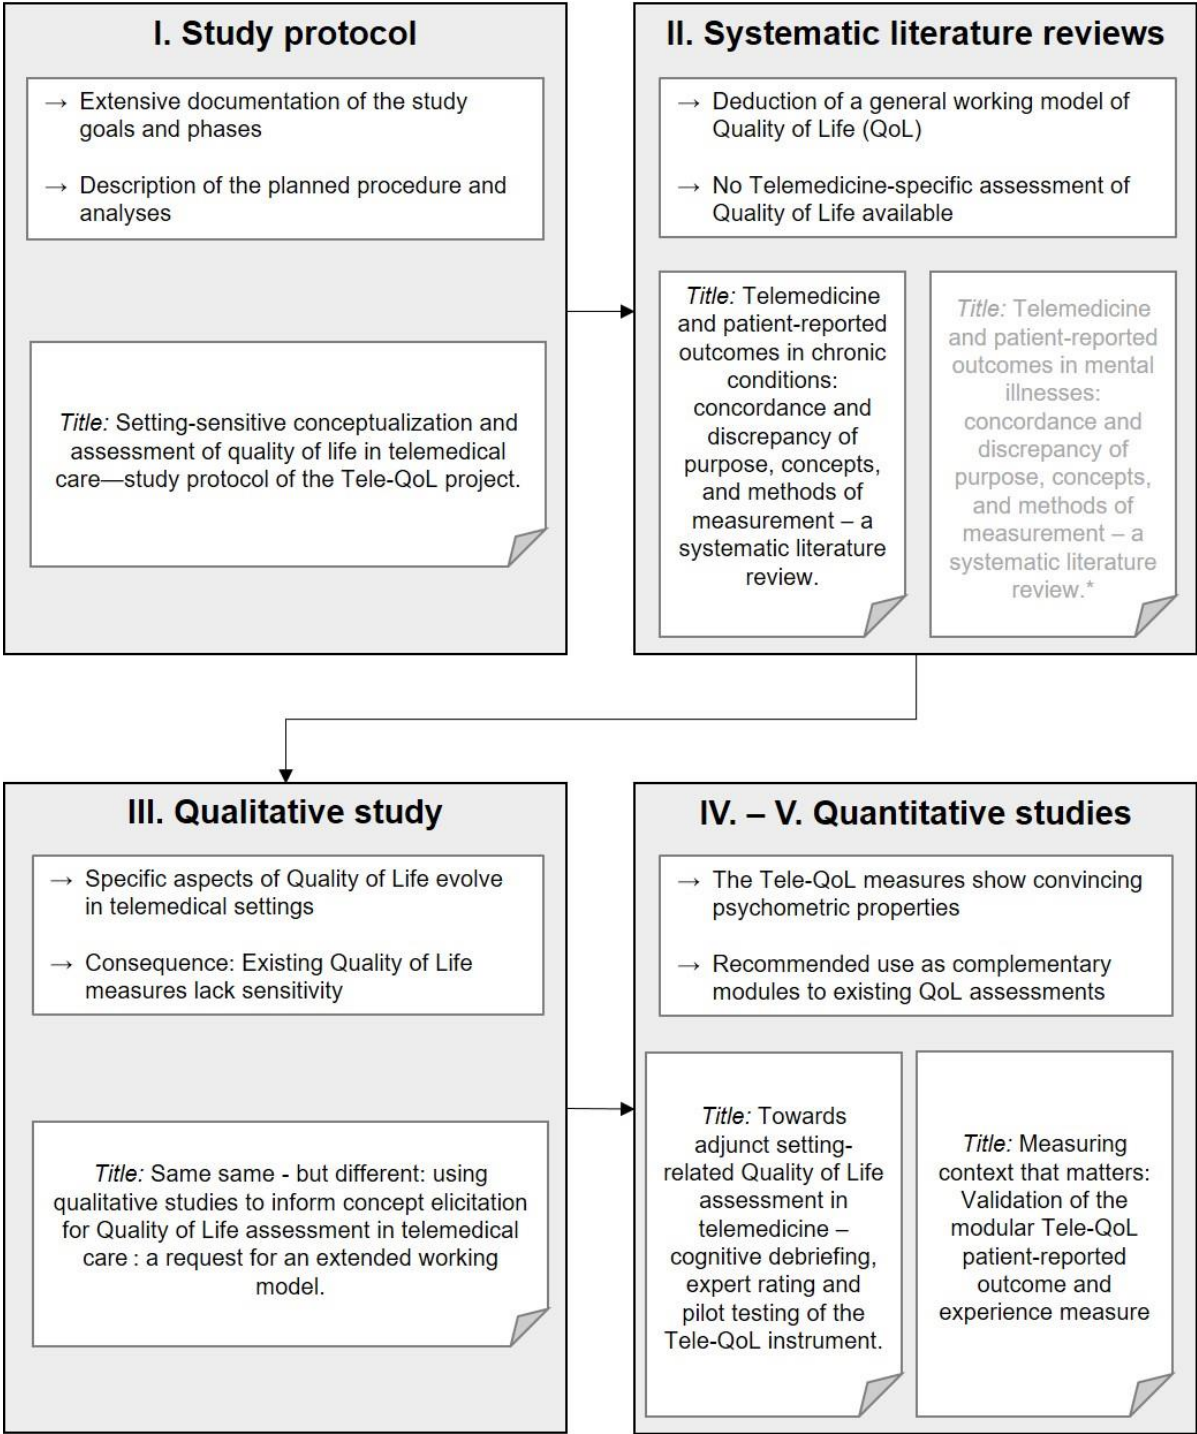 I. Study protocol
→ Extensive documentation of the study
goals and phases
→ Description of the planned procedure and
analyses
Title: Setting-sensitive conceptualization and
assessment of quality of life in telemedical
care—study protocol of the Tele-QoL project.
II. Systematic literature reviews
→ Deduction of a general working model of
Quality of Life (QoL)
→ No Telemedicine-specific assessment of
Quality of Life available
Title: Telemedicine
and patient-reported
outcomes in chronic
conditions:
concordance and
discrepancy of
purpose, concepts,
and methods of
measurement – a
systematic literature
review.
Title: Telemedicine
and patient-reported
outcomes in mental
illnesses:
concordance and
discrepancy of
purpose, concepts,
and methods of
measurement – a
systematic literature
review.*
III. Qualitative study
→ Specific aspects of Quality of Life evolve
in telemedical settings
→ Consequence: Existing Quality of Life
measures lack sensitivity
Title: Same same - but different: using
qualitative studies to inform concept elicitation
for Quality of Life assessment in telemedical
care : a request for an extended working
model.
IV. – V. Quantitative studies
→ The Tele-QoL measures show convincing
psychometric properties
→ Recommended use as complementary
modules to existing QoL assessments
Title: Towards
adjunct setting-
related Quality of Life
assessment in
telemedicine –
cognitive debriefing,
expert rating and
pilot testing of the
Tele-QoL instrument.
Title: Measuring
context that matters:
Validation of the
modular Tele-QoL
patient-reported
outcome and
experience measure